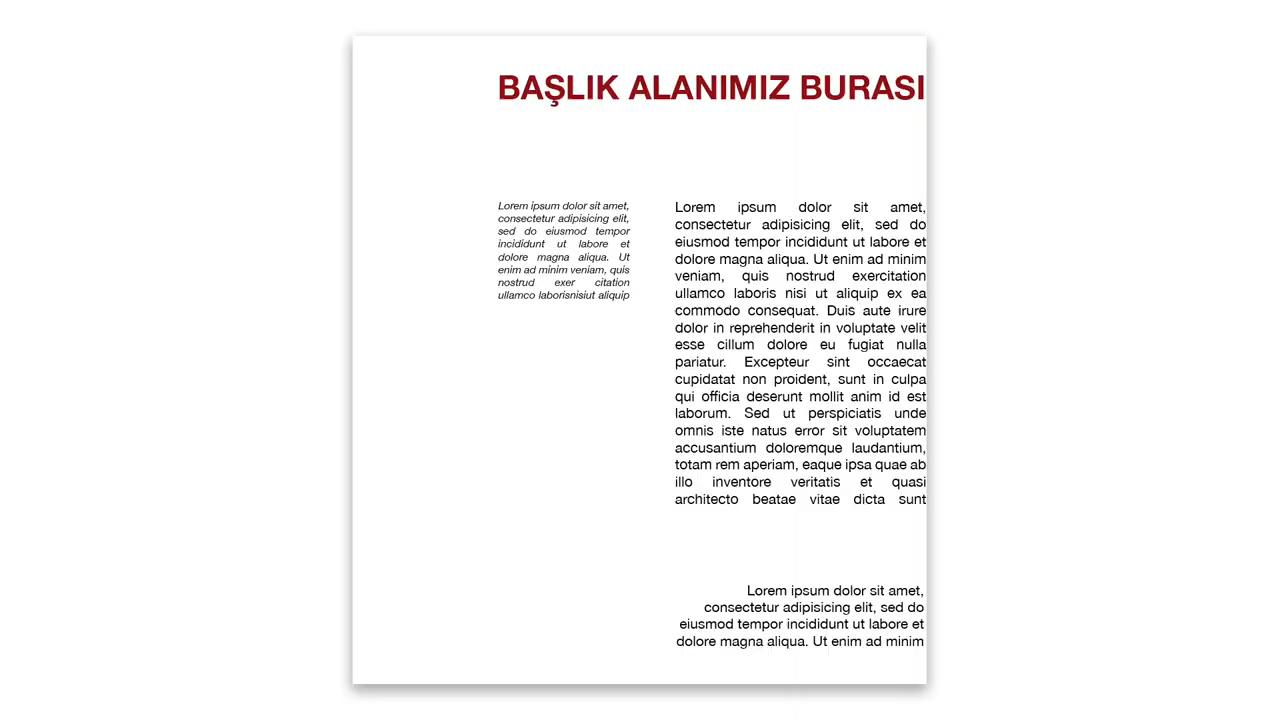 BAŞLIK ALANIMIZ BURASI
Lorem ipsum dolor sit amet,
consectetur adipisicing elit,
sed do eiusmod tempor
incididunt ut labore et
dolore magna aliqua. Ut
enim ad minim veniam, quis
nostrud exer citation
ullamco laborisnisiut aliquip
Lorem ipsum dolor sit amet,
consectetur adipisicing elit, sed do
eiusmod tempor incididunt ut labore et
dolore magna aliqua. Ut enim ad minim
veniam, quis nostrud exercitation
ullamco laboris nisi ut aliquip ex ea
commodo consequat. Duis aute irure
dolor in reprehenderit in voluptate velit
esse cillum dolore eu fugiat nulla
pariatur. Excepteur sint occaecat
cupidatat non proident, sunt in culpa
qui officia deserunt mollit anim id est
laborum. Sed ut perspiciatis unde
omnis iste natus error sit voluptatem
accusantium doloremque laudantium,
totam rem aperiam, eaque ipsa quae ab
illo inventore veritatis et quasi
architecto beatae vitae dicta sunt
Lorem ipsum dolor sit amet,
consectetur adipisicing elit, sed do
eiusmod tempor incididunt ut labore et
dolore magna aliqua. Ut enim ad minim